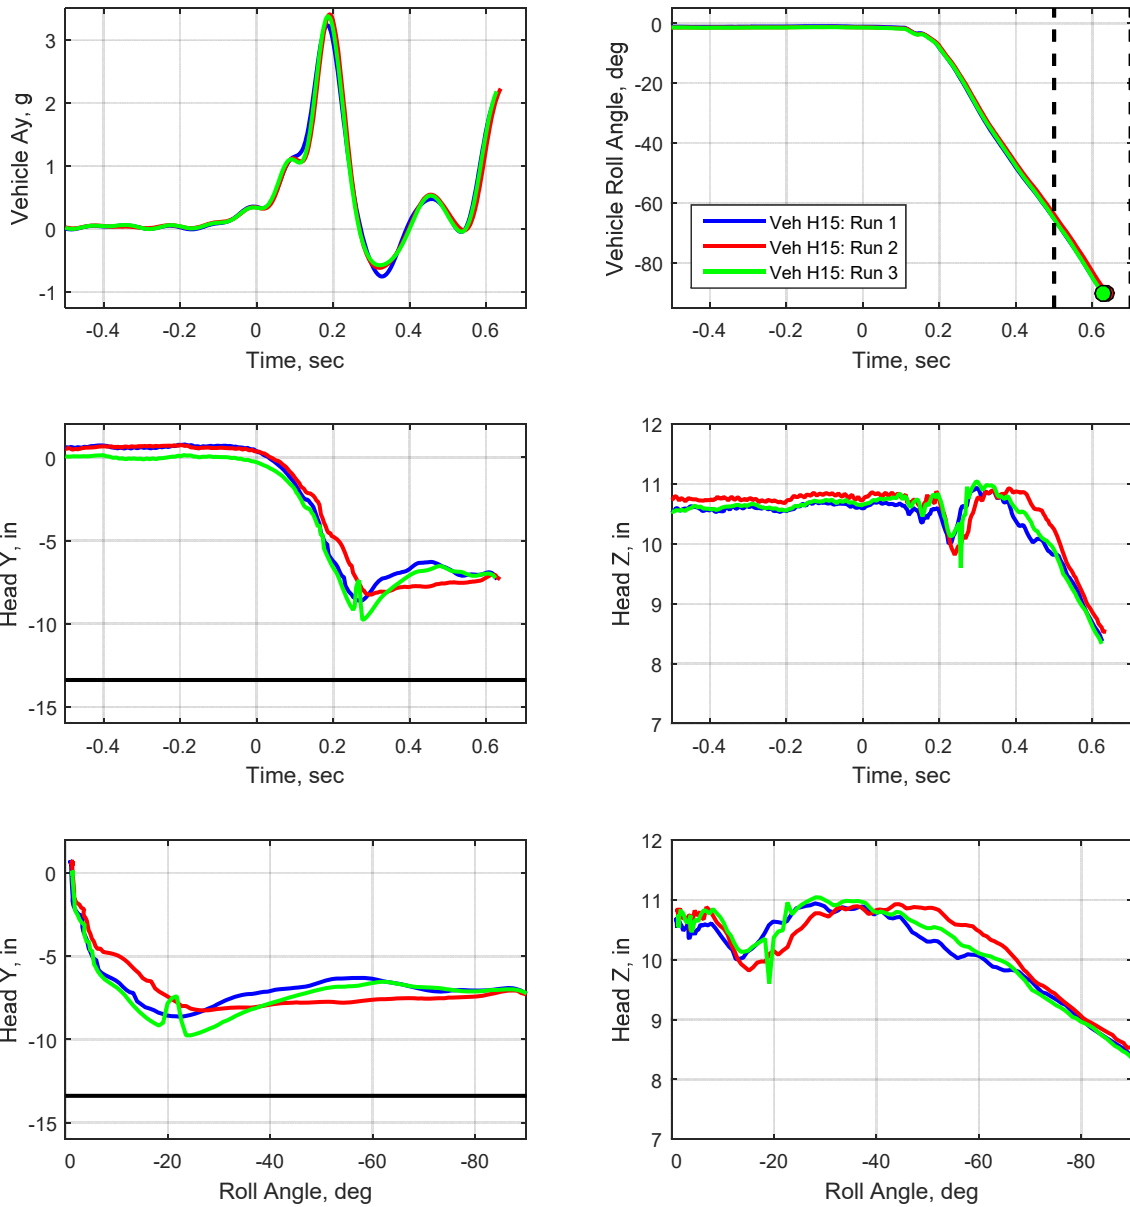 Vehicle Ay, g
3
2
1
0
-1
-0.4 -0.2 0 0.2 0.4 0.6
Time, sec
Vehicle Roll Angle, deg
0
-20
-40
-60
-80
Veh H15: Run 1
Veh H15: Run 2
Veh H15: Run 3
-0.4 -0.2 0 0.2 0.4 0.6
Time, sec
Head Y, in
0
-5
-10
-15
-0.4 -0.2 0 0.2 0.4 0.6
Time, sec
Head Z, in
12
11
10
9
8
7
-0.4 -0.2 0 0.2 0.4 0.6
Time, sec
Head Y, in
0
-5
-10
-15
0 -20 -40 -60 -80
Roll Angle, deg
Head Z, in
12
11
10
9
8
7
0 -20 -40 -60 -80
Roll Angle, deg